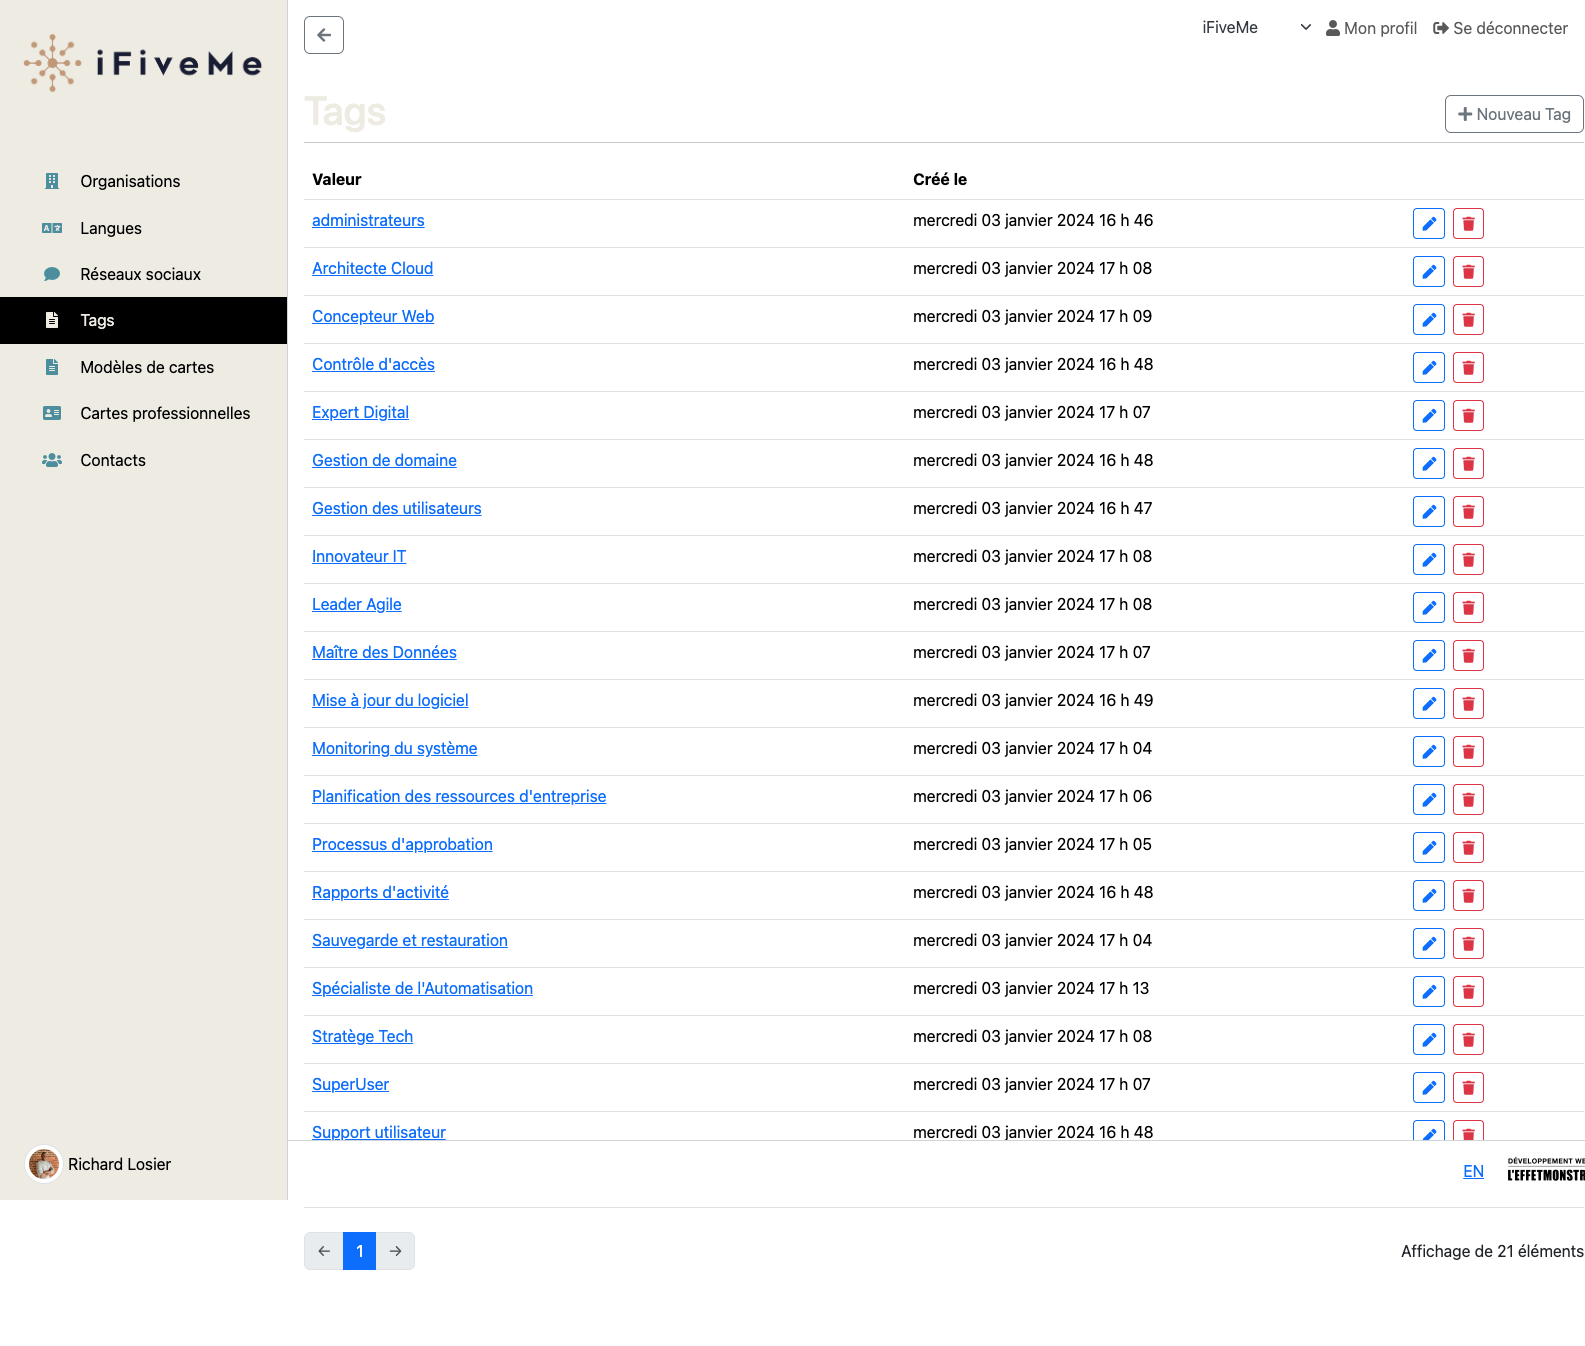 iFiveMe
iFiveMe
Mon profil
Se déconnecter
Tags
Nouveau Tag
Organisations
Langues
Réseaux sociaux
Tags
Modèles de cartes
Cartes professionnelles
Contacts
Valeur Créé le
administrateurs mercredi 03 janvier 2024 16 h 46
Architecte Cloud mercredi 03 janvier 2024 17 h 08
Concepteur Web mercredi 03 janvier 2024 17 h 09
Contrôle d'accès mercredi 03 janvier 2024 16 h 48
Expert Digital mercredi 03 janvier 2024 17 h 07
Gestion de domaine mercredi 03 janvier 2024 16 h 48
Gestion des utilisateurs mercredi 03 janvier 2024 16 h 47
Innovateur IT mercredi 03 janvier 2024 17 h 08
Leader Agile mercredi 03 janvier 2024 17 h 08
Maître des Données mercredi 03 janvier 2024 17 h 07
Mise à jour du logiciel mercredi 03 janvier 2024 16 h 49
Monitoring du système mercredi 03 janvier 2024 17 h 04
Planification des ressources d'entreprise mercredi 03 janvier 2024 17 h 06
Processus d'approbation mercredi 03 janvier 2024 17 h 05
Rapports d'activité mercredi 03 janvier 2024 16 h 48
Sauvegarde et restauration mercredi 03 janvier 2024 17 h 04
Spécialiste de l'Automatisation mercredi 03 janvier 2024 17 h 13
Stratège Tech mercredi 03 janvier 2024 17 h 08
SuperUser mercredi 03 janvier 2024 17 h 07
Support utilisateur mercredi 03 janvier 2024 16 h 48
Richard Losier
EN
DÉVELOPPEMENT WE
L'EFFETMONSTR
1
Affichage de 21 éléments